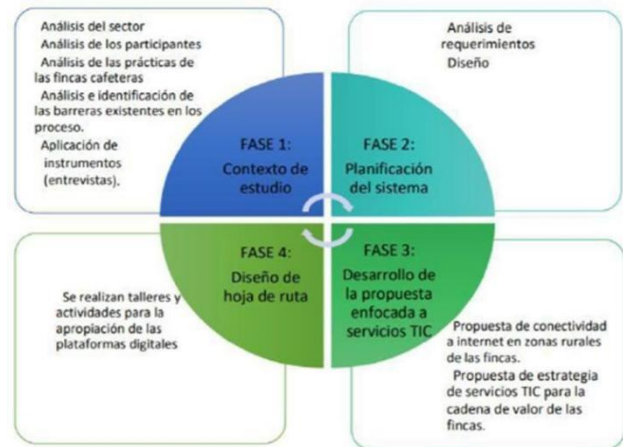 Análisis del sector
Análisis de los participantes
Análisis de las prácticas de
las fincas cafeteras
Análisis e identificación de
las barreras existentes en los
proceso.
Aplicación de
instrumentos
(entrevistas).
FASE 1:
Contexto de
estudio
Análisis de
requerimientos
Diseño
FASE 2:
Planificación
del sistema
FASE 4:
Diseño de
hoja de ruta
Se realizan talleres y
actividades para la
apropiación de las
plataformas digitales
FASE 3:
Desarrollo de
la propuesta
enfocada a
servicios TIC
Propuesta de conectividad
a internet en zonas rurales
de las fincas.
Propuesta de estrategia
de servicios TIC para la
cadena de valor de las
fincas.